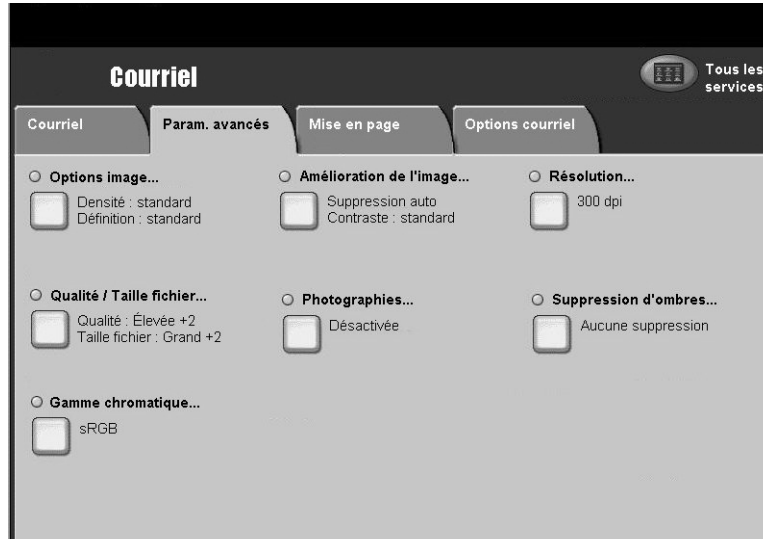 Courriel
Tous les
services
Courriel
Param. avancés
Mise en page
Options courriel
Options image...
Densité : standard
Définition : standard
Amélioration de l'image...
Suppression auto
Contraste : standard
Résolution...
300 dpi
Qualité / Taille fichier...
Qualité : Élevée +2
Taille fichier : Grand +2
Photographies...
Désactivée
Suppression d'ombres...
Aucune suppression
Gamme chromatique...
sRGB